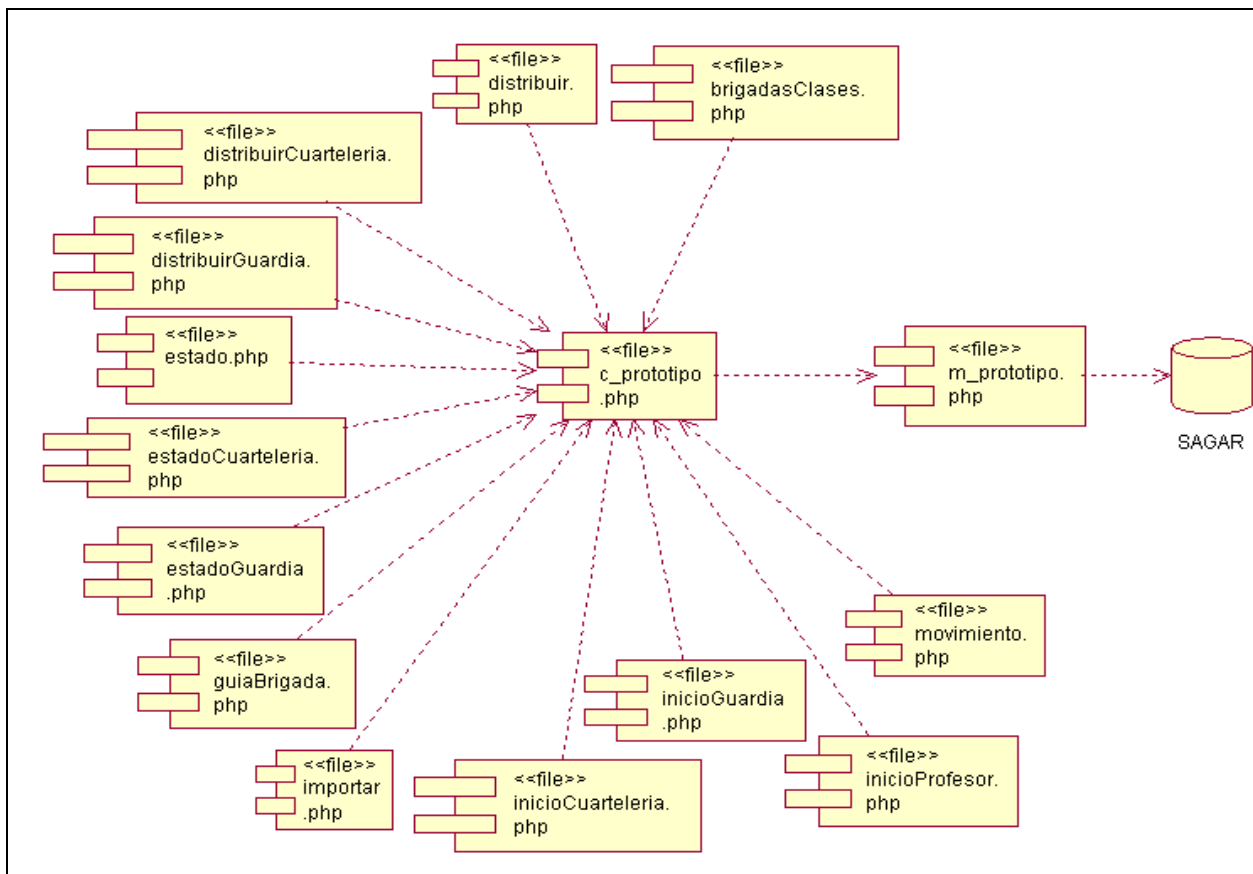 <<file>>
distribuir.
php
<<file>>
brigadasClases.
php
<<file>>
distribuirCuarteleria.
php
<<file>>
distribuirGuardia.
php
<<file>>
estado.php
<<file>>
c_prototipo
.php
<<file>>
m_prototipo.
php
SAGAR
<<file>>
estadoCuarteleria.
php
<<file>>
estadoGuardia
.php
<<file>>
guiaBrigada.
php
<<file>>
importar
.php
<<file>>
inicioCuarteleria.
php
<<file>>
inicioGuardia
.php
<<file>>
movimiento.
php
<<file>>
inicioProfesor.
php